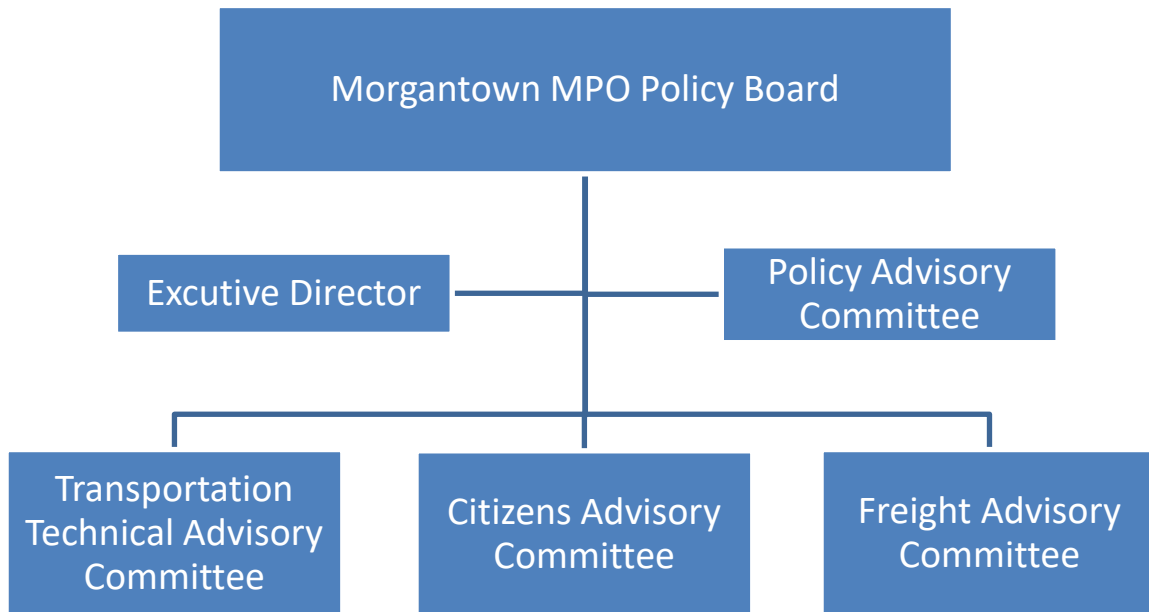 Morgantown MPO Policy Board
Excutive Director
Policy Advisory
Committee
Transportation
Technical Advisory
Committee
Citizens Advisory
Committee
Freight Advisory
Committee